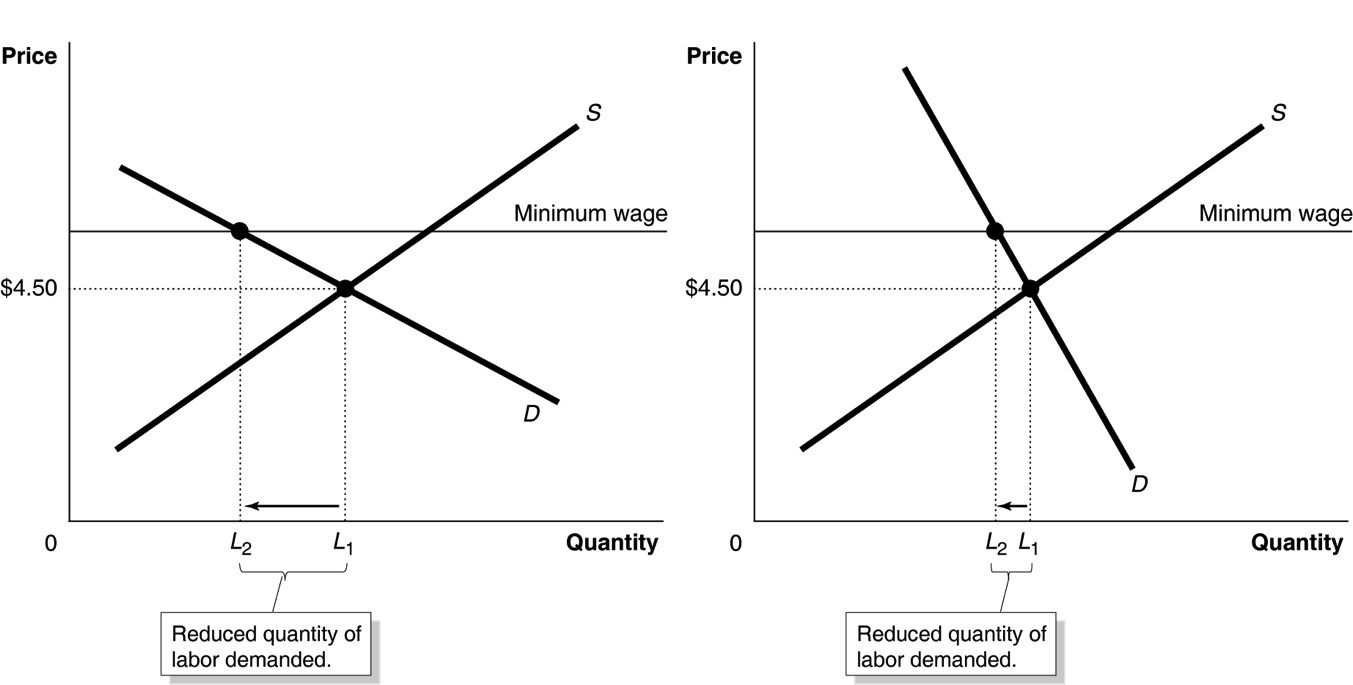 Price
S
Minimum wage
$4.50
D
0
L2
L1
Quantity
Reduced quantity of
labor demanded.
Price
S
Minimum wage
$4.50
D
0
L2
L1
Quantity
Reduced quantity of
labor demanded.